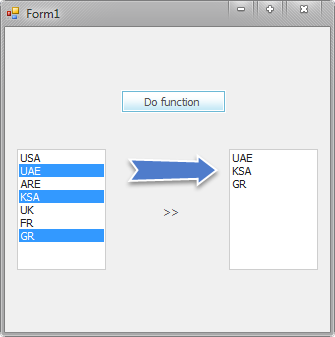 Form1
Do function
USA
UAE
ARE
KSA
UK
FR
GR
>>
UAE
KSA
GR